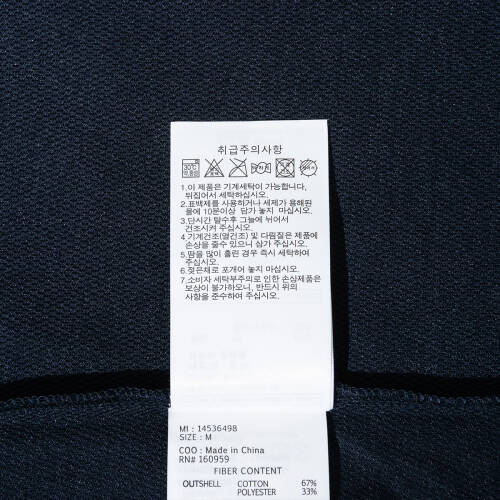 취급주의사항
30℃
1.이 제품은 기계세탁이 가능합니다,
뒤집어서 세탁하십시오.
2.표백제를 사용하거나 세제가 용해된
물에 10분이상 담가 놓지 마십시오.
3.단시간 탈수후 그늘에 뉘어서
건조시켜 주십시오.
4 기계건조(열건조) 및 다림질은 제품에
손상을 줄수 있으니 삼가 주십시오.
5.땀을 많이 흘린 경우 즉시 세탁하여
주십시오.
6.젖은채로 포개어 놓지 마십시오.
7.소비자 세탁부주의로 인한 손상제품은
보상이 불가하오니, 반드시 위의
사항을 준수하여 주십시오.
M# : 14536498
SIZE : M
COO : Made in China
RN# 160959
FIBER CONTENT
OUTSHELL COTTON 67%
POLYESTER 33%